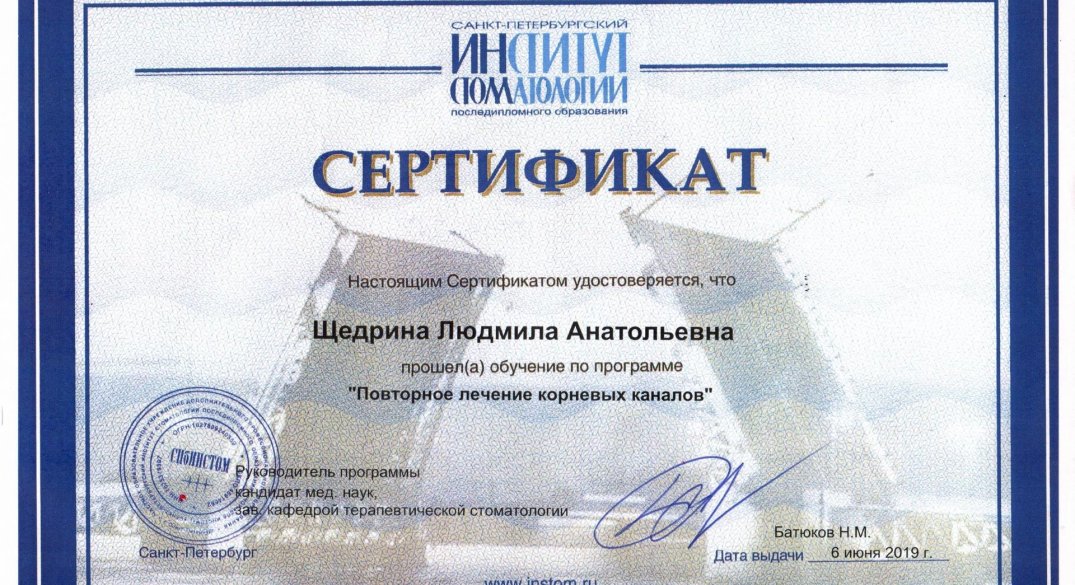 САНКТ-ПЕТЕРБУРГСКИЙ
ИНСТИТУТ
СТОМАТОЛОГИИ
последипломного образования
СЕРТИФИКАТ
Настоящим Сертификатом удостоверяется, что
Щедрина Людмила Анатольевна
прошел(а) обучение по программе
"Повторное лечение корневых каналов"
СПбИНСТОМ
Руководитель программы
кандидат мед. наук,
зав. кафедрой терапевтической стоматологии
Батюков Н.М.
Санкт-Петербург
Дата выдачи 6 июня 2019 г.
www.instom.ru